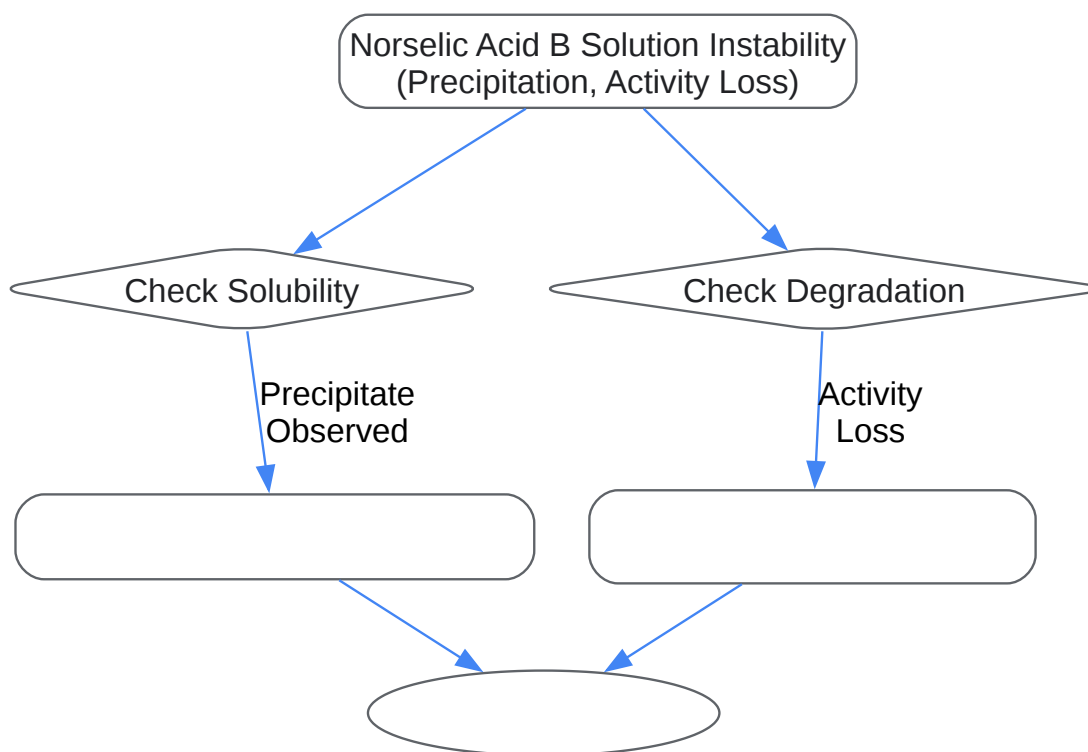 Norselic Acid B Solution Instability
(Precipitation, Activity Loss)
Check Solubility
Check Degradation
Precipitate
Observed
Activity
Loss